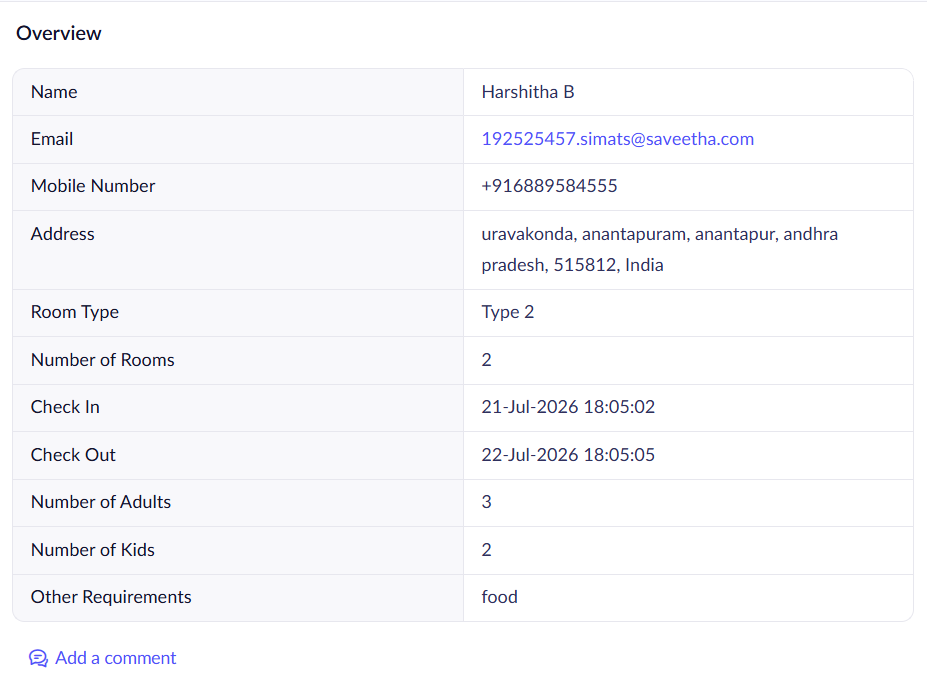 Overview
Name Harshitha B
Email 192525457.simats@saveetha.com
Mobile Number +916889584555
Address uravakonda, anantapuram, anantapur, andhra
pradesh, 515812, India
Room Type Type 2
Number of Rooms 2
Check In 21-Jul-2026 18:05:02
Check Out 22-Jul-2026 18:05:05
Number of Adults 3
Number of Kids 2
Other Requirements food
Add a comment